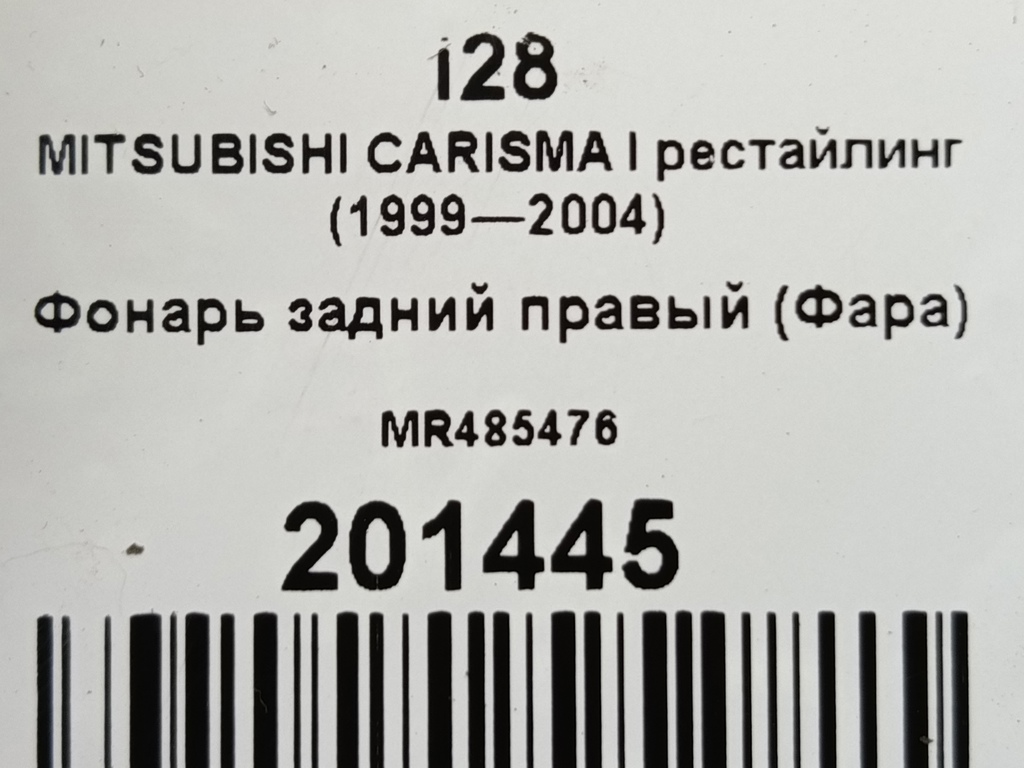 i28
MITSUBISHI CARISMA I рестайлинг
(1999—2004)
Фонарь задний правый (Фара)
MR485476
201445